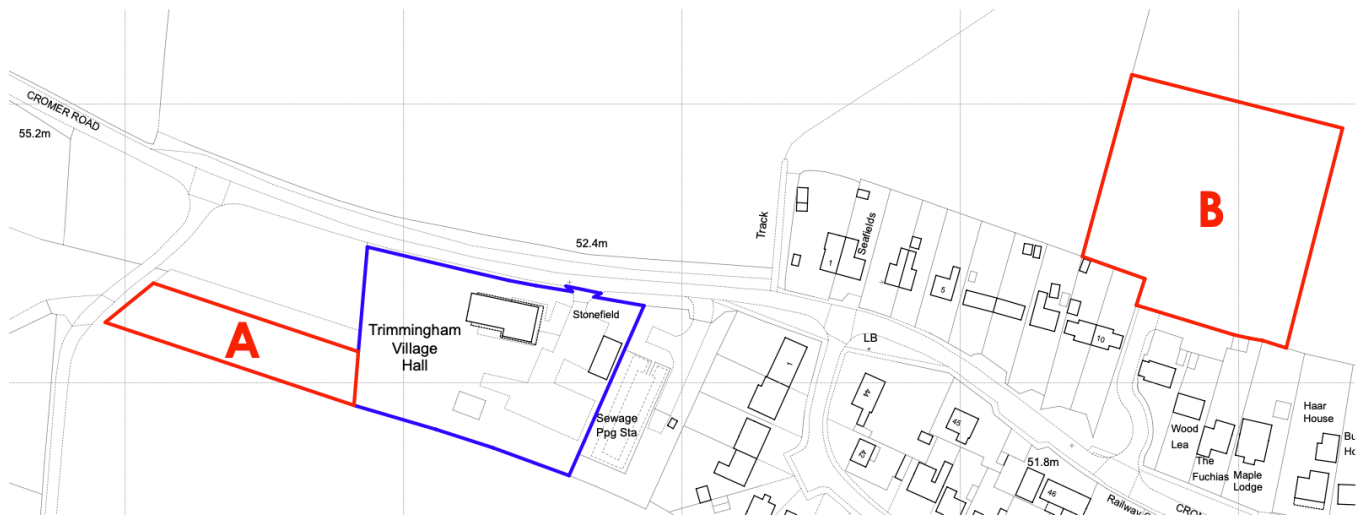 CROMER ROAD
55.2m
52.4m
Track
Seafields
1
5
10
B
A
Trimmingham
Village
Hall
Stonefield
Sewage
Ppg Sta
1
LB
44
42
45
46
51.8m
Wood
Lea
The
Fuchias
Maple
Lodge
Haar
House